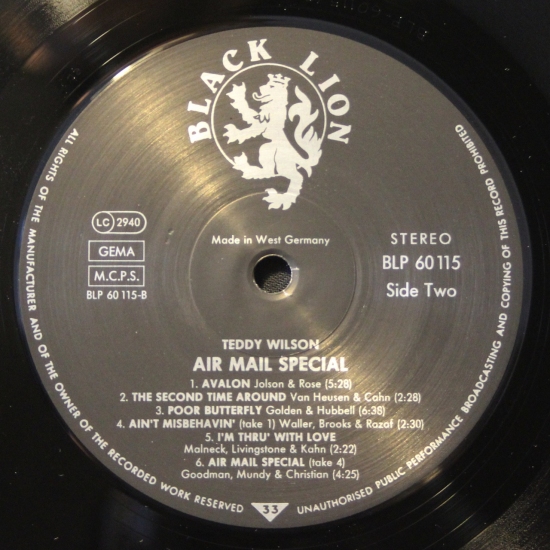 BLACK LION
LC 2940
GEMA
M.C.P.S.
BLP 60 115-B
Made in West Germany
STEREO
BLP 60115
Side Two
TEDDY WILSON
AIR MAIL SPECIAL
1. AVALON Jolson & Rose (5:28)
2. THE SECOND TIME AROUND Van Heusen & Cahn (2:28)
3. POOR BUTTERFLY Golden & Hubbell (6:38)
4. AIN'T MISBEHAVIN' (take 1) Waller, Brooks & Razaf (2:30)
5. I'M THRU' WITH LOVE
Malneck, Livingstone & Kahn (2:22)
6. AIR MAIL SPECIAL (take 4)
Goodman, Mundy & Christian (4:25)
33
ALL RIGHTS OF THE MANUFACTURER AND OF THE OWNER OF THE RECORDED WORK RESERVED
UNAUTHORISED PUBLIC PERFORMANCE BROADCASTING AND COPYING OF THIS RECORD PROHIBITED